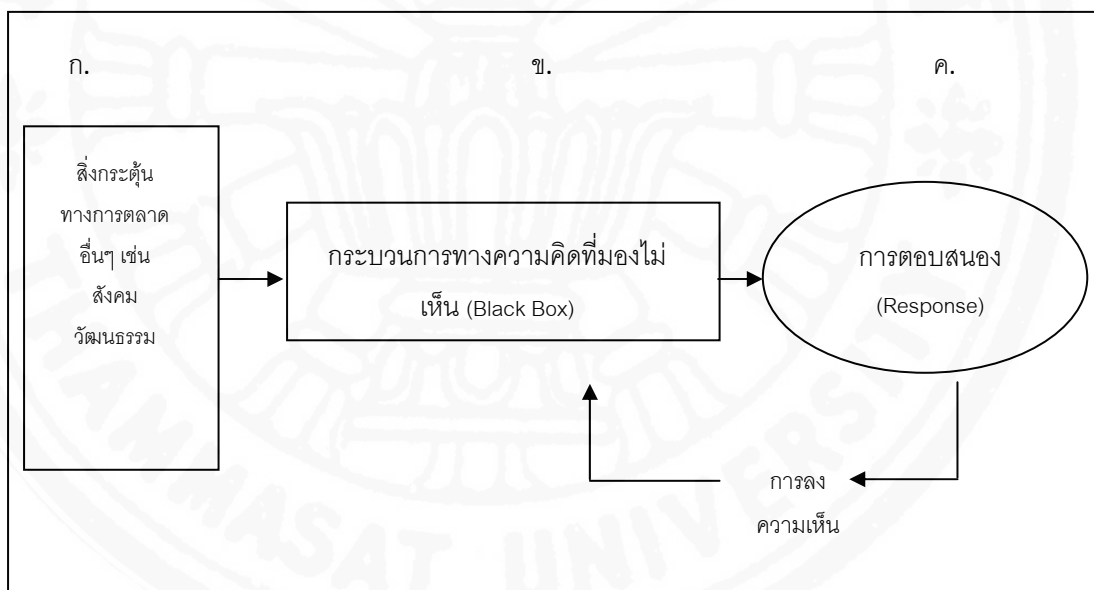 ก.
ข.
ค.
สิ่งกระตุ้น
ทางการตลาด
อื่นๆ เช่น
สังคม
วัฒนธรรม
กระบวนการทางความคิดที่มองไม่
เห็น (Black Box)
การตอบสนอง
(Response)
การลง
ความเห็น
THAMMASAT UNIVERSITY